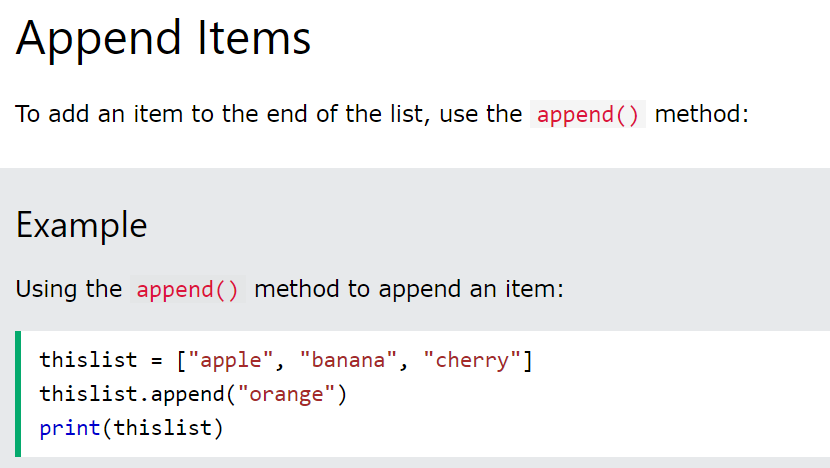 Append Items
To add an item to the end of the list, use the append() method:
Example
Using the append() method to append an item:
thislist = ["apple", "banana", "cherry"]
thislist.append("orange")
print(thislist)